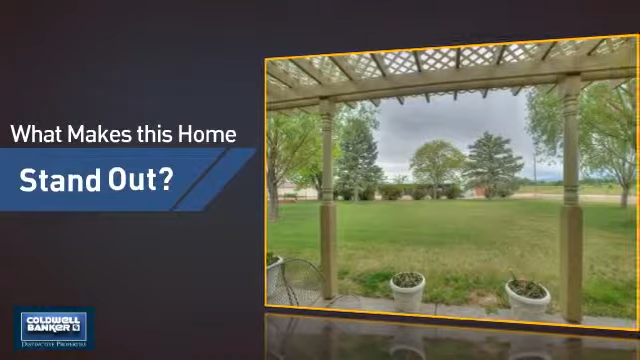 What Makes this Home
Stand Out?
COLDWELL
BANKER
DISTINCTIVE PROPERTIES